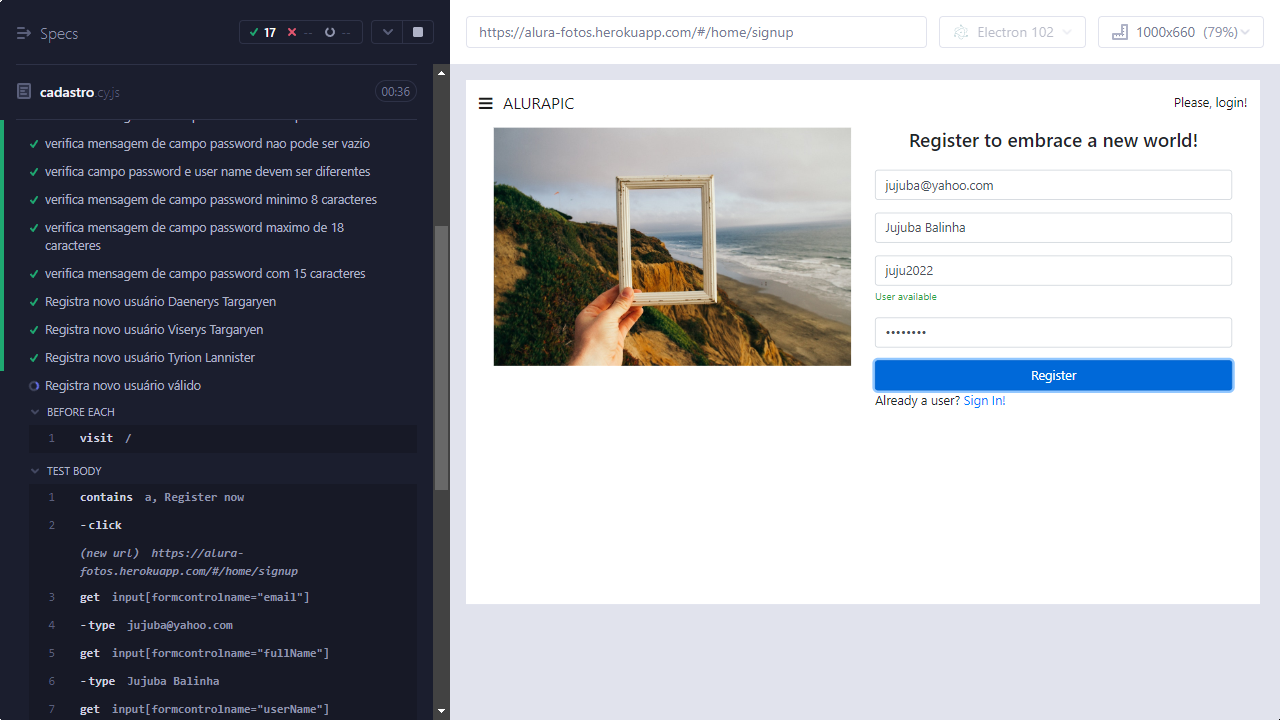 Specs
17
--
--
cadastro.cy.js
00:36
verifica mensagem de campo password nao pode ser vazio
verifica campo password e user name devem ser diferentes
verifica mensagem de campo password minimo 8 caracteres
verifica mensagem de campo password maximo de 18
caracteres
verifica mensagem de campo password com 15 caracteres
Registra novo usuário Daenerys Targaryen
Registra novo usuário Viserys Targaryen
Registra novo usuário Tyrion Lannister
Registra novo usuário válido
BEFORE EACH
1 visit /
TEST BODY
1 contains a, Register now
2 -click
(new url) https://alura-
fotos.herokuapp.com/#/home/signup
3 get input[formcontrolname="email"]
4 -type jujuba@yahoo.com
5 get input[formcontrolname="fullName"]
6 -type Jujuba Balinha
7 get input[formcontrolname="userName"]
https://alura-fotos.herokuapp.com/#/home/signup
Electron 102
1000x660 (79%)
ALURAPIC
Please, login!
Register to embrace a new world!
jujuba@yahoo.com
Jujuba Balinha
juju2022
User available
••••••••
Register
Already a user? Sign In!